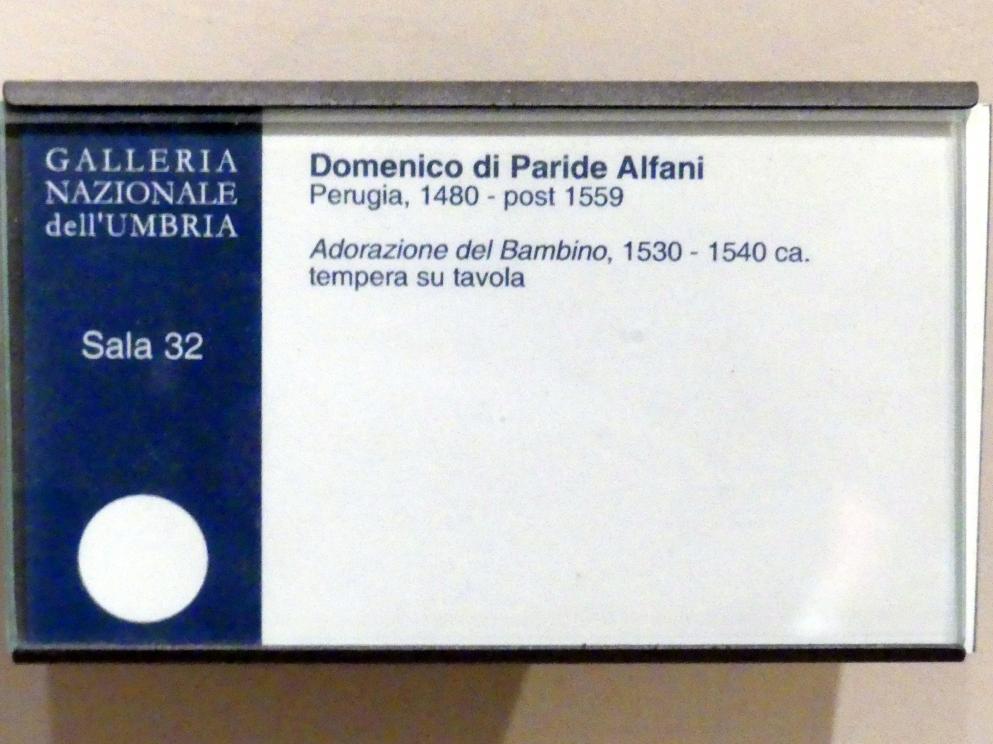 GALLERIA
NAZIONALE
dell'UMBRIA
Sala 32
Domenico di Paride Alfani
Perugia, 1480 - post 1559
Adorazione del Bambino, 1530 - 1540 ca.
tempera su tavola